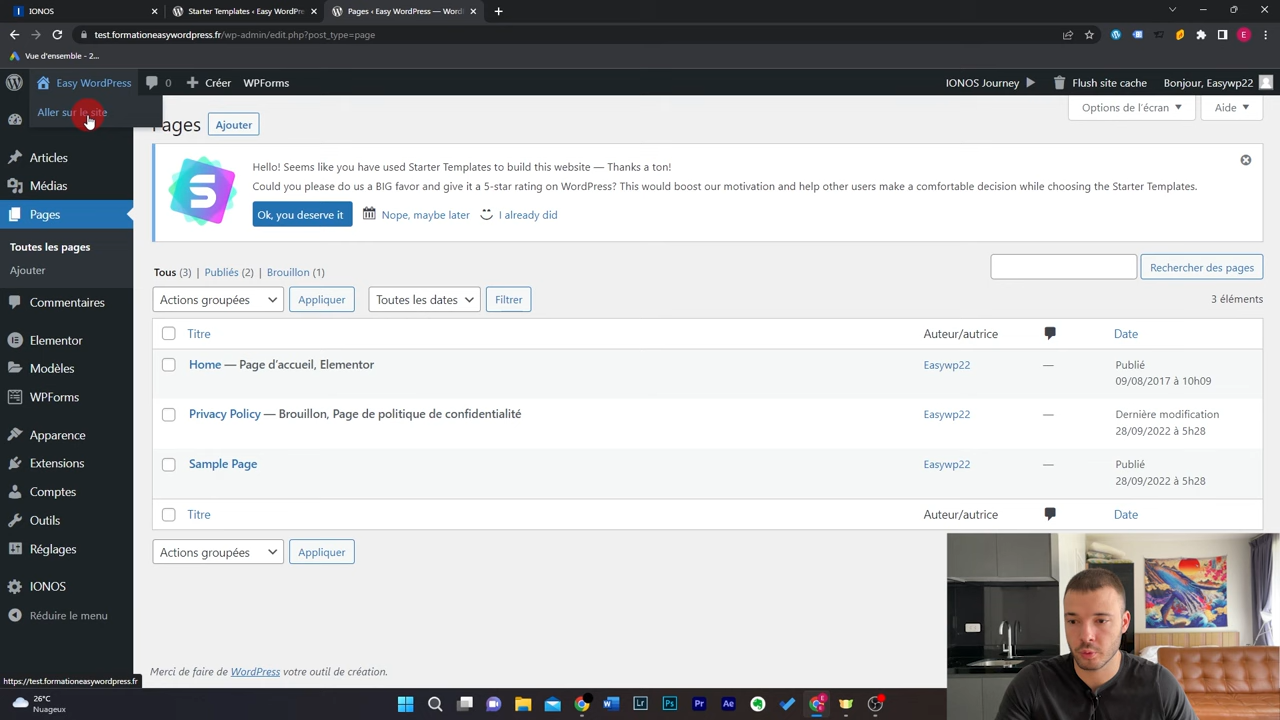 IONOS
Starter Templates ‹ Easy WordPre
Pages ‹ Easy WordPress — Word
test.formationeasywordpress.fr/wp-admin/edit.php?post_type=page
Vue d'ensemble - 2...
Easy WordPress
0
Créer
WPForms
IONOS Journey
Flush site cache
Bonjour, Easywp22
Aller sur le site
Options de l'écran
Aide
Pages
Ajouter
Articles
Médias
Pages
Toutes les pages
Ajouter
Commentaires
Elementor
Modèles
WPForms
Apparence
Extensions
Comptes
Outils
Réglages
IONOS
Réduire le menu
Hello! Seems like you have used Starter Templates to build this website — Thanks a ton!
Could you please do us a BIG favor and give it a 5-star rating on WordPress? This would boost our motivation and help other users make a comfortable decision while choosing the Starter Templates.
Ok, you deserve it
Nope, maybe later
I already did
Tous (3) | Publiés (2) | Brouillon (1)
Rechercher des pages
Actions groupées
Appliquer
Toutes les dates
Filtrer
3 éléments
Titre
Auteur/autrice
Date
Home — Page d'accueil, Elementor
Easywp22
—
Publié
09/08/2017 à 10h09
Privacy Policy — Brouillon, Page de politique de confidentialité
Easywp22
—
Dernière modification
28/09/2022 à 5h28
Sample Page
Easywp22
—
Publié
28/09/2022 à 5h28
Titre
Auteur/autrice
Date
Actions groupées
Appliquer
Merci de faire de WordPress votre outil de création.
https://test.formationeasywordpress.fr
26°C
Nuageux